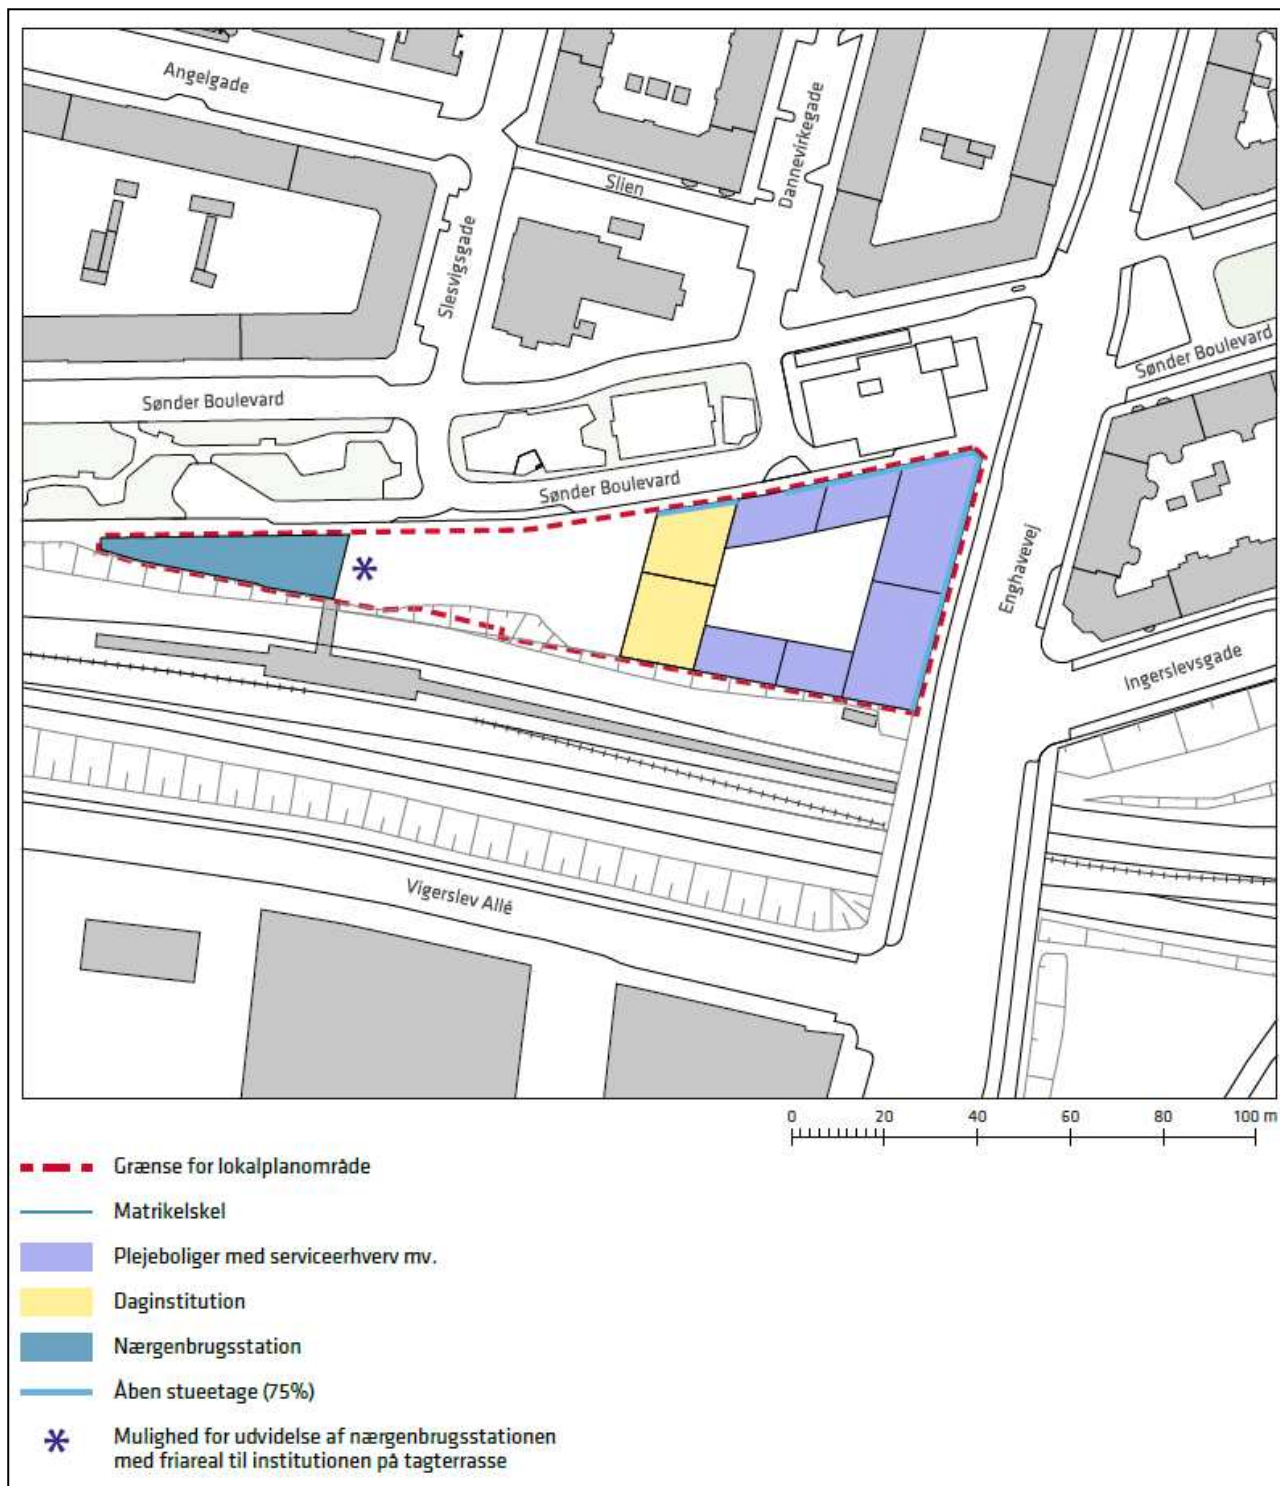 Angelgade
Slesvigsgade
Slien
Dannevirkegade
Sønder Boulevard
Sønder Boulevard
Sønder Boulevard
Enghavevej
Ingerslevsgade
Vigerslev Allé
0 20 40 60 80 100 m
Grænse for lokalplanområde
Matrikelskel
Plejeboliger med serviceerhverv mv.
Daginstitution
Nærgenbrugsstation
Åben stueetage (75%)
* Mulighed for udvidelse af nærgenbrugsstationen
med friareal til institutionen på tagterrasse